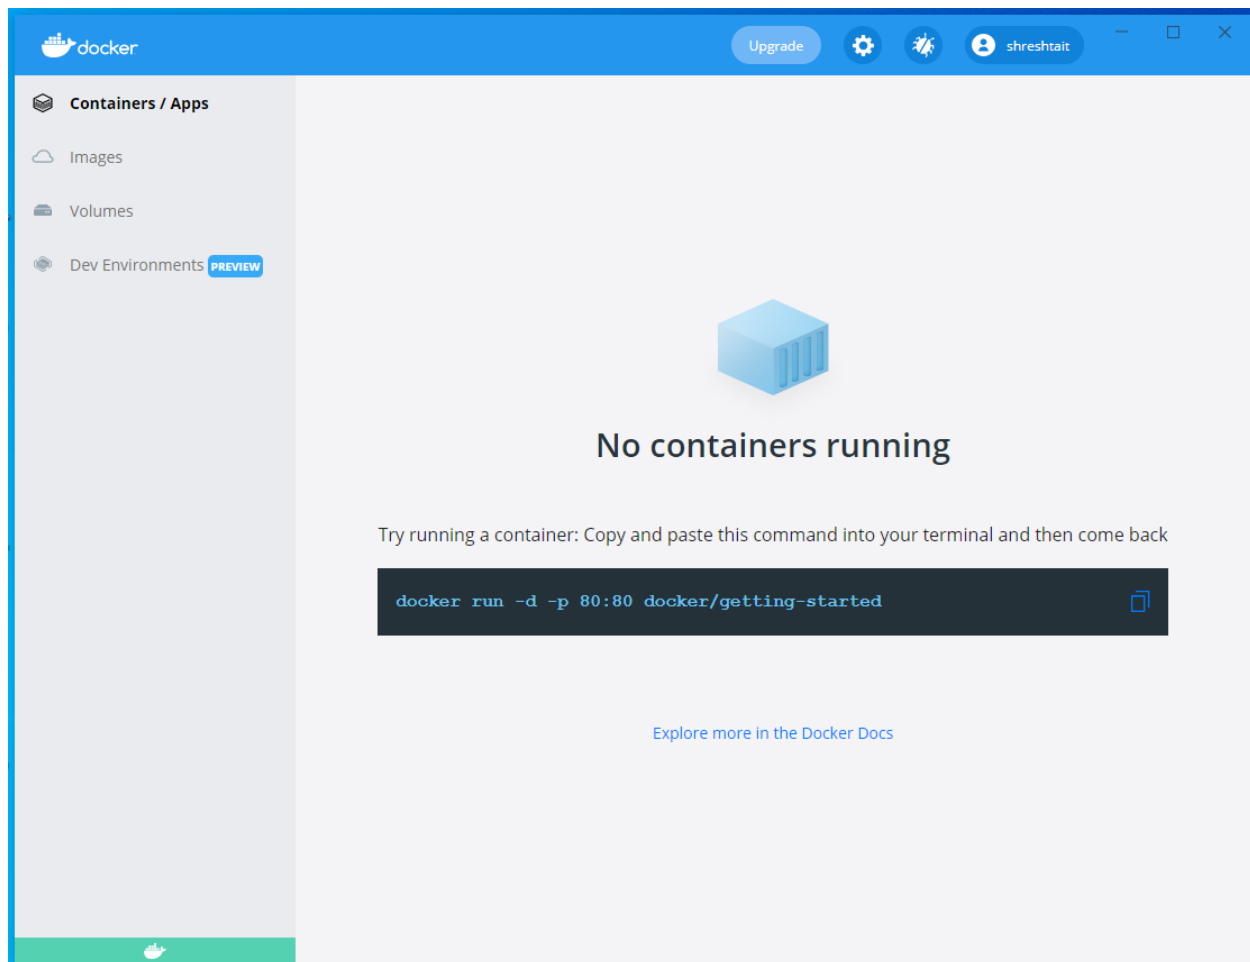 docker
Upgrade
shreshtait
Containers / Apps
Images
Volumes
Dev Environments PREVIEW
No containers running
Try running a container: Copy and paste this command into your terminal and then come back
docker run -d -p 80:80 docker/getting-started
Explore more in the Docker Docs